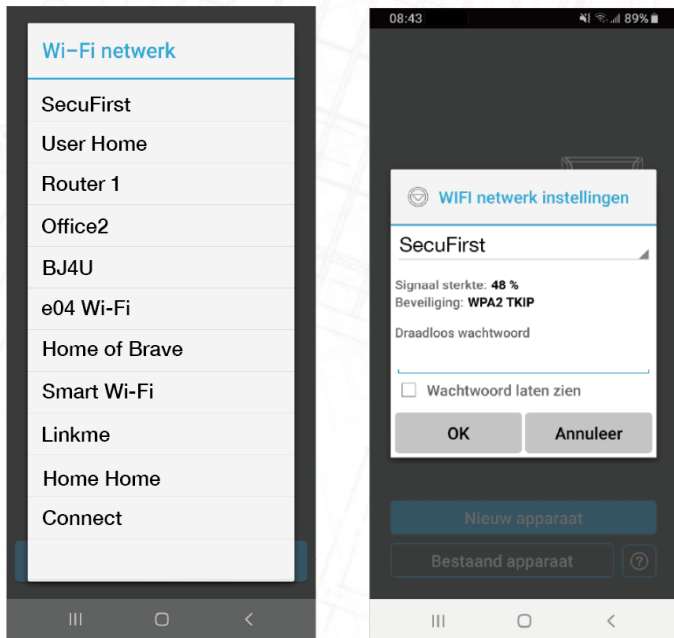 Wi-Fi netwerk
SecuFirst
User Home
Router 1
Office2
BJ4U
e04 Wi-Fi
Home of Brave
Smart Wi-Fi
Linkme
Home Home
Connect
08:43
89%
WIFI netwerk instellingen
SecuFirst
Signaal sterkte: 48 %
Beveiliging: WPA2 TKIP
Draadloos wachtwoord
Wachtwoord laten zien
OK Annuleer
Nieuw apparaat
Bestaand apparaat ?